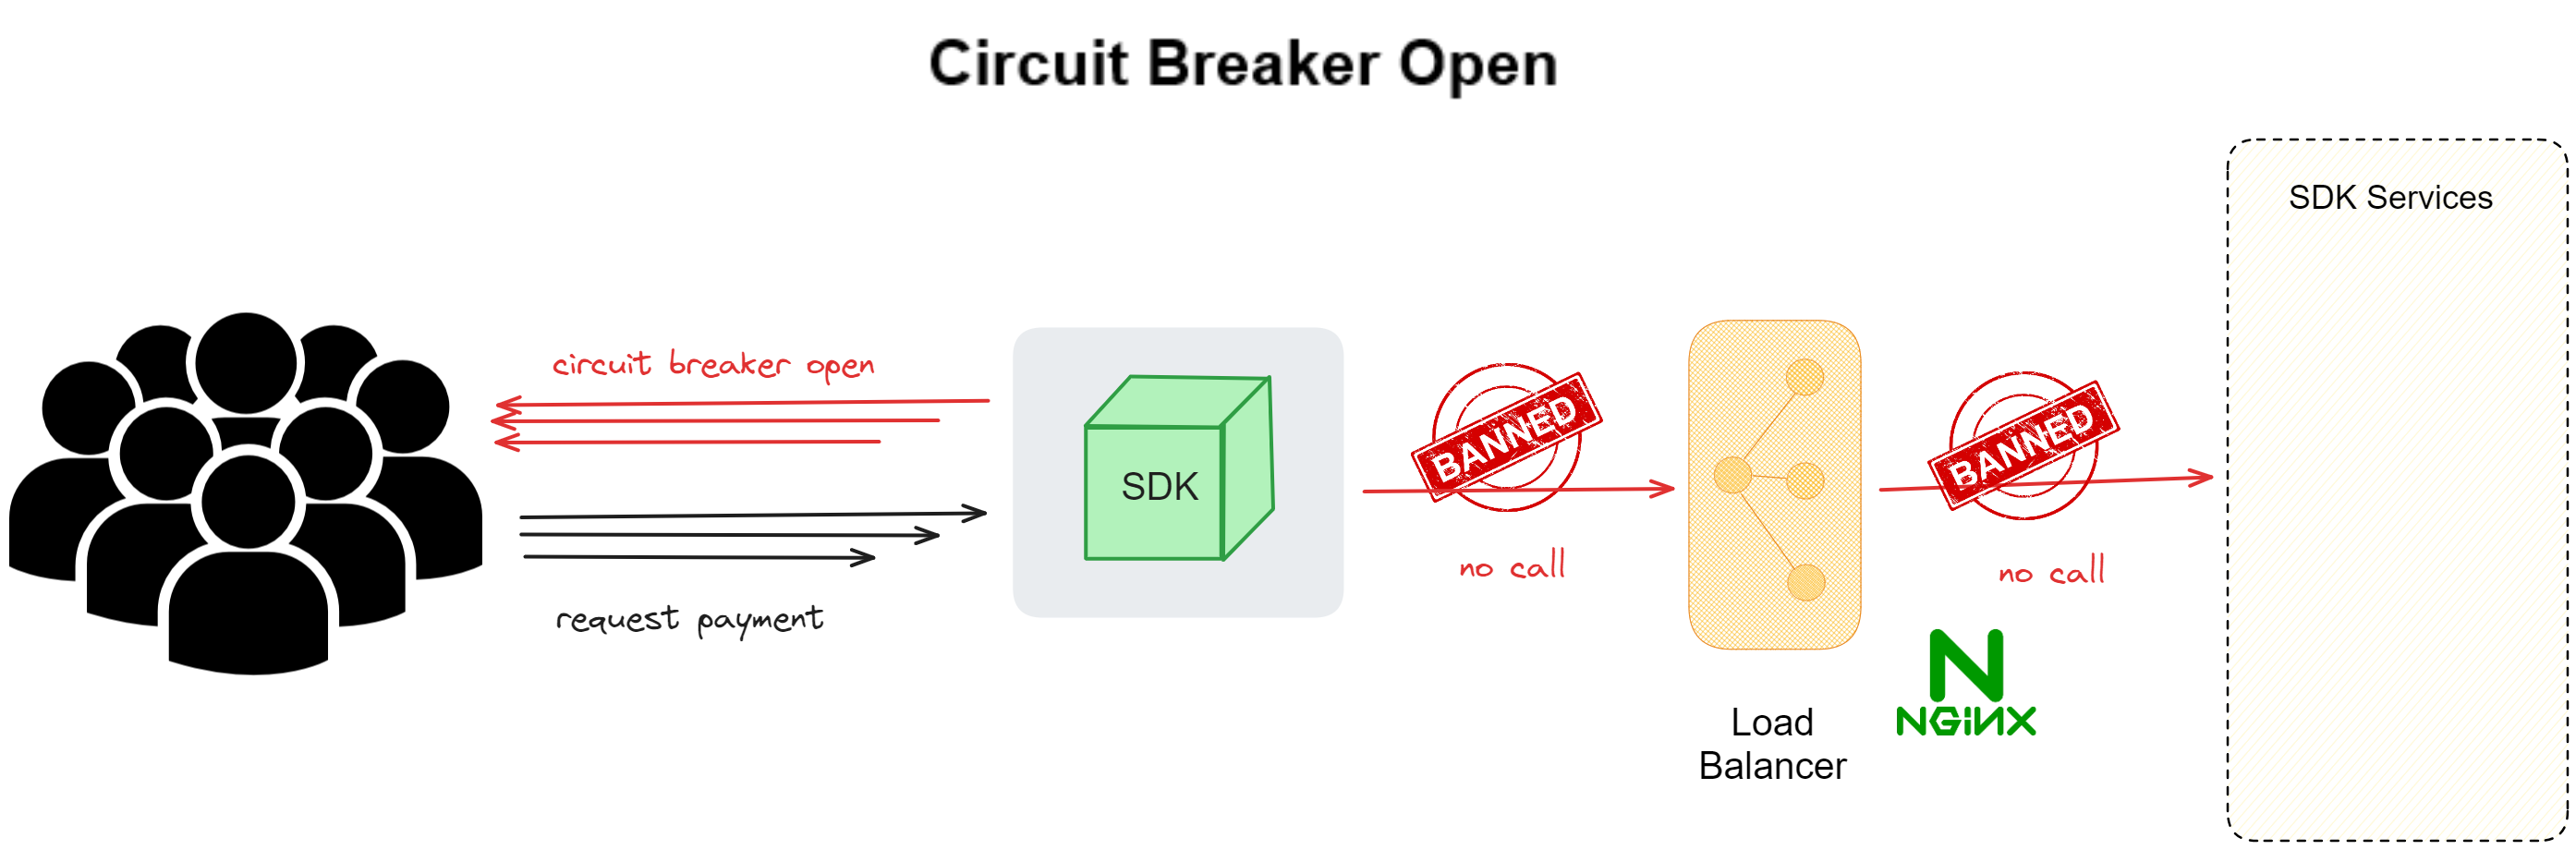 Circuit Breaker Open
SDK Services
circuit breaker open
BANNED
BANNED
SDK
no call
no call
request payment
NGiNX
Load
Balancer